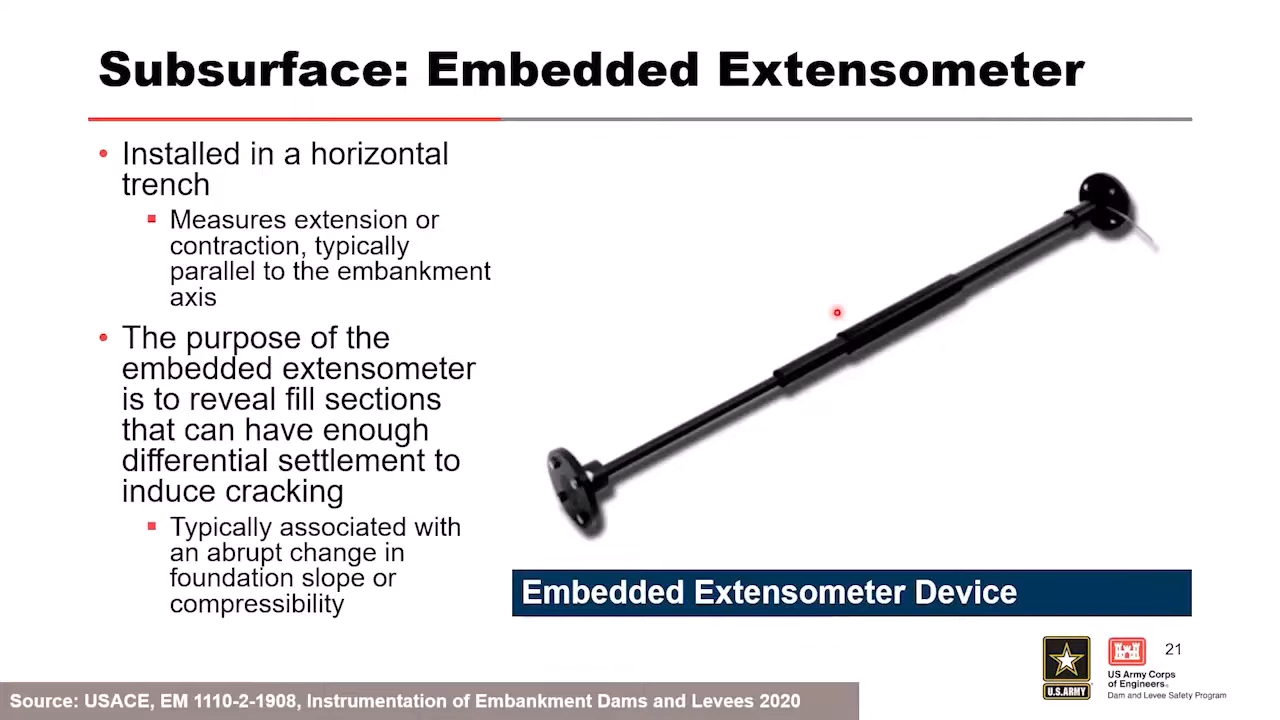 Subsurface: Embedded Extensometer
Installed in a horizontal
trench
Measures extension or
contraction, typically
parallel to the embankment
axis
The purpose of the
embedded extensometer
is to reveal fill sections
that can have enough
differential settlement to
induce cracking
Typically associated with
an abrupt change in
foundation slope or
compressibility
Embedded Extensometer Device
21
U.S.ARMY
US Army Corps
of Engineers®
Dam and Levee Safety Program
Source: USACE, EM 1110-2-1908, Instrumentation of Embankment Dams and Levees 2020